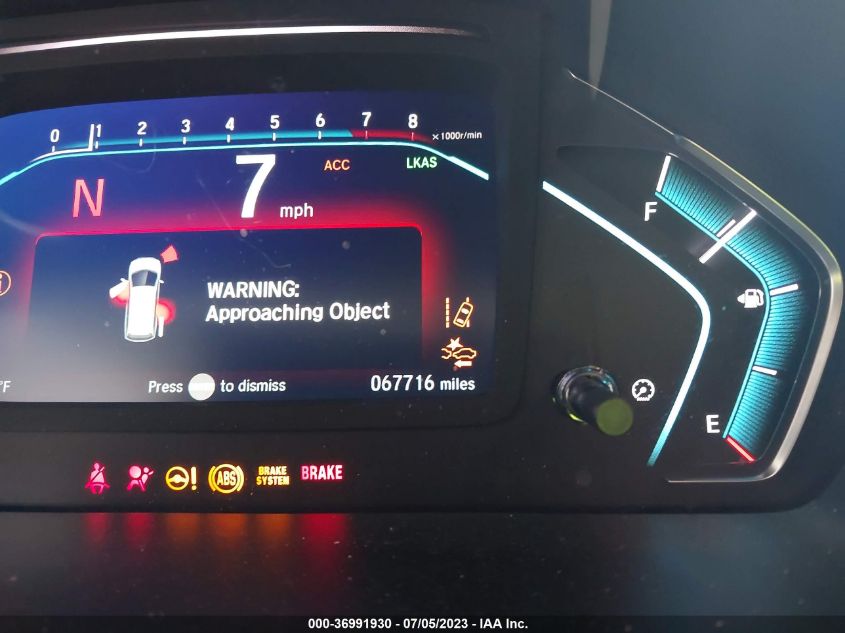 0 1 2 3 4 5 6 7 8 ×1000r/min
ACC LKAS
N 7 mph
F
WARNING:
Approaching Object
°F Press to dismiss 067716 miles
E
! ABS BRAKE SYSTEM BRAKE
000-36991930 - 07/05/2023 - IAA Inc.